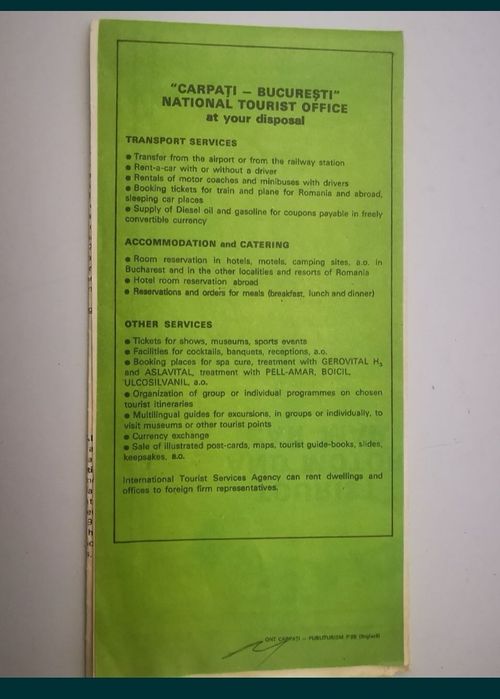 "CARPAȚI – BUCUREȘTI"
NATIONAL TOURIST OFFICE
at your disposal
TRANSPORT SERVICES
● Transfer from the airport or from the railway station
● Rent-a-car with or without a driver
● Rentals of motor coaches and minibuses with drivers
● Booking tickets for train and plane for Romania and abroad,
sleeping car places
● Supply of Diesel oil and gasoline for coupons payable in freely
convertible currency
ACCOMMODATION and CATERING
● Room reservation in hotels, motels, camping sites, a.o. in
Bucharest and in the other localities and resorts of Romania
● Hotel room reservation abroad
● Reservations and orders for meals (breakfast, lunch and dinner)
OTHER SERVICES
● Tickets for shows, museums, sports events
● Facilities for cocktails, banquets, receptions, a.o.
● Booking places for spa cure, treatment with GEROVITAL H3
and ASLAVITAL, treatment with PELL-AMAR, BOICIL,
ULCOSILVANIL, a.o.
● Organization of group or individual programmes on chosen
tourist itineraries
● Multilingual guides for excursions, in groups or individually, to
visit museums or other tourist points
● Currency exchange
● Sale of illustrated post-cards, maps, tourist guide-books, slides,
keepsakes, a.o.
International Tourist Services Agency can rent dwellings and
offices to foreign firm representatives.
ONT CARPAȚI – PUBLITURISM